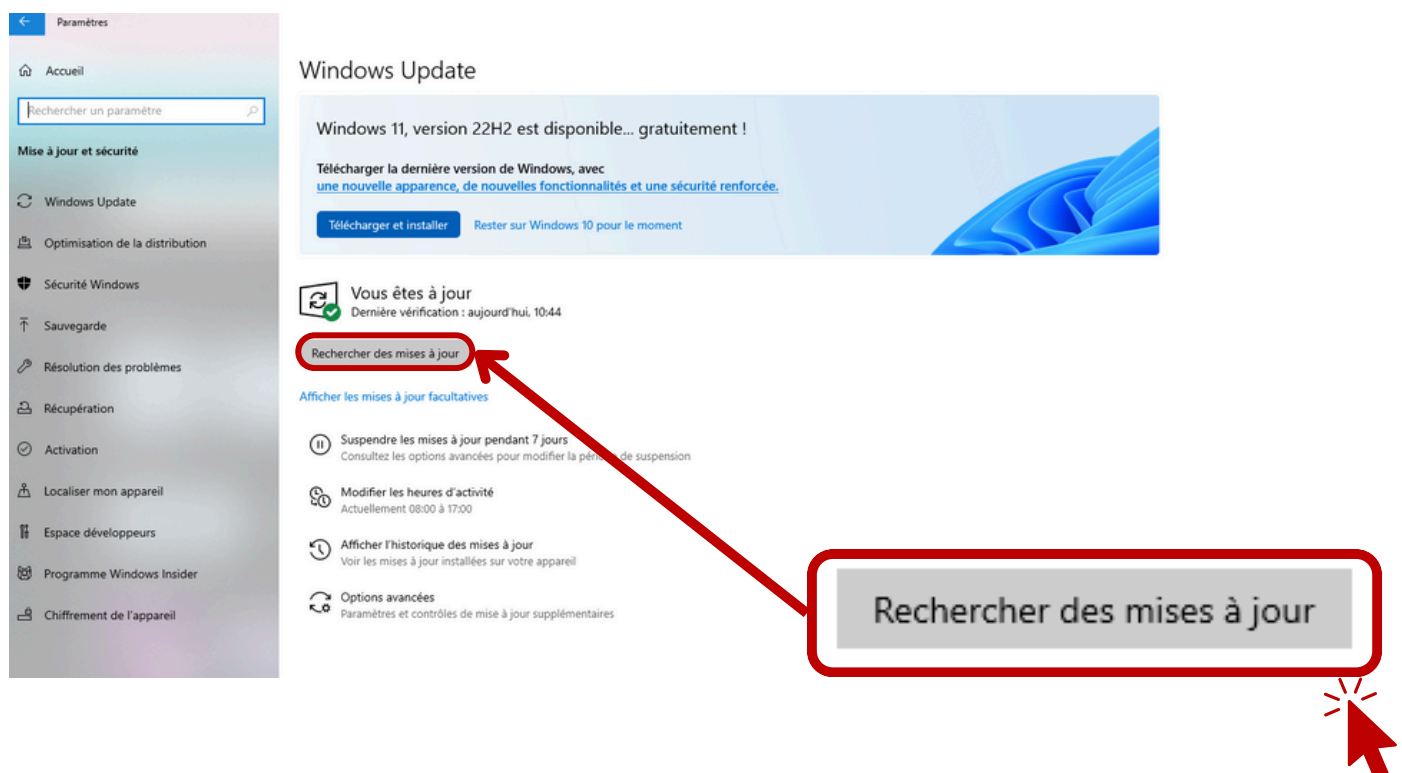 Paramètres
Accueil
Rechercher un paramètre
Mise à jour et sécurité
Windows Update
Optimisation de la distribution
Sécurité Windows
Sauvegarde
Résolution des problèmes
Récupération
Activation
Localiser mon appareil
Espace développeurs
Programme Windows Insider
Chiffrement de l'appareil
Windows Update
Windows 11, version 22H2 est disponible... gratuitement !
Télécharger la dernière version de Windows, avec
une nouvelle apparence, de nouvelles fonctionnalités et une sécurité renforcée.
Télécharger et installer Rester sur Windows 10 pour le moment
Vous êtes à jour
Dernière vérification : aujourd'hui, 10:44
Rechercher des mises à jour
Afficher les mises à jour facultatives
Suspendre les mises à jour pendant 7 jours
Consultez les options avancées pour modifier la de suspension
Modifier les heures d'activité
Actuellement 08:00 à 17:00
Afficher l'historique des mises à jour
Voir les mises à jour installées sur votre appareil
Options avancées
Paramètres et contrôles de mise à jour supplémentaires
Rechercher des mises à jour